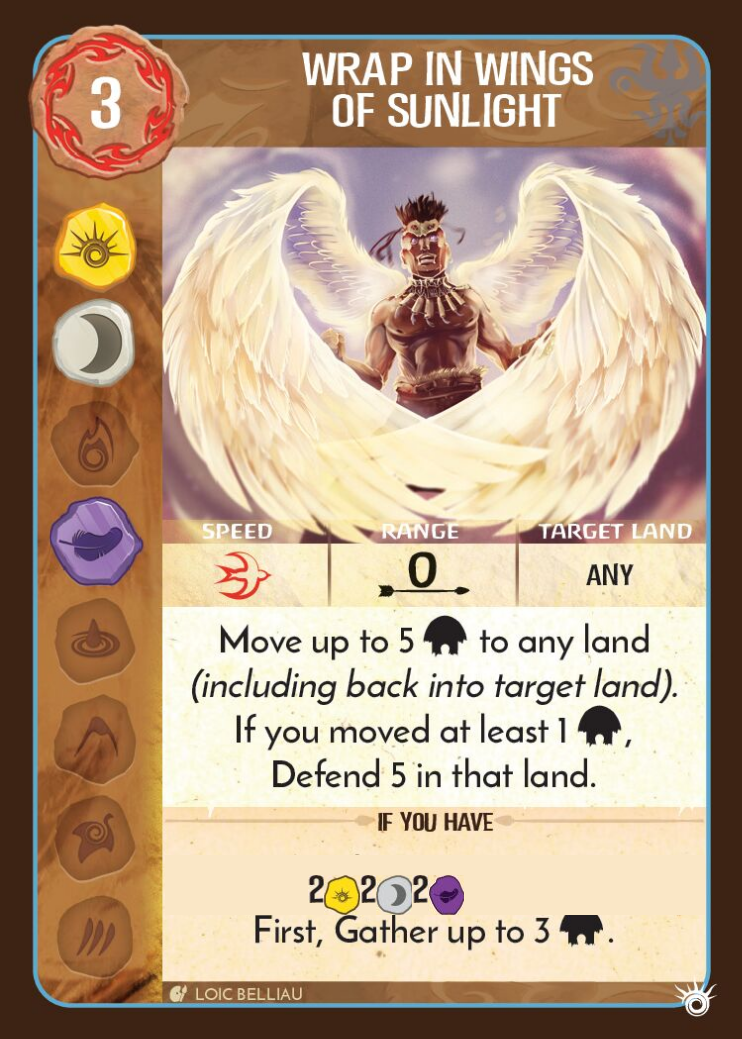 3
WRAP IN WINGS
OF SUNLIGHT
SPEED RANGE TARGET LAND
0 ANY
Move up to 5 to any land
(including back into target land).
If you moved at least 1 ,
Defend 5 in that land.
IF YOU HAVE
2 2 2
First, Gather up to 3 .
LOIC BELLIAU